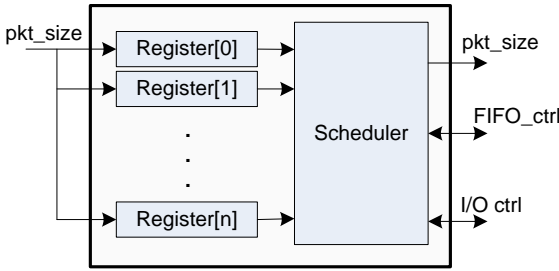 pkt_size
Register[0]
Register[1]
.
.
.
Register[n]
Scheduler
pkt_size
FIFO_ctrl
I/O ctrl